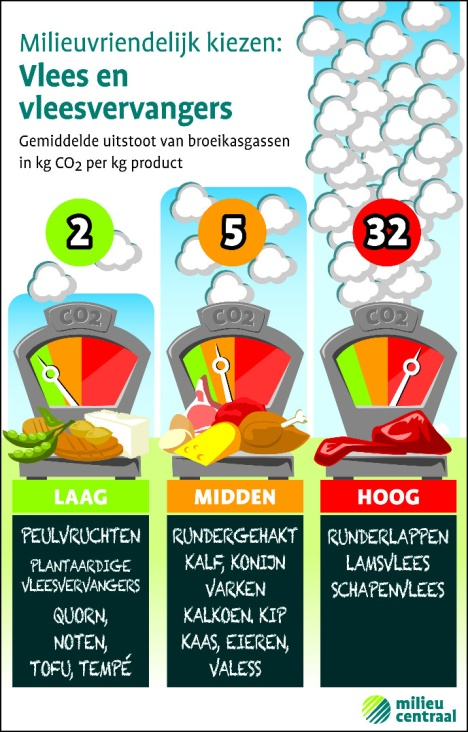 Milieuvriendelijk kiezen:
Vlees en
vleesvervangers
Gemiddelde uitstoot van broeikasgassen
in kg CO2 per kg product
2
5
32
CO2
CO2
CO2
LAAG
PEULVRUCHTEN
PLANTAARDIGE
VLEESVERVANGERS
QUORN,
NOTEN,
TOFU, TEMPÉ
MIDDEN
RUNDERGEHAKT
KALF, KONIJN
VARKEN
KALKOEN. KIP
KAAS, EIEREN,
VALESS
HOOG
RUNDERLAPPEN
LAMSVLEES
SCHAPENVLEES
milieu
centraal